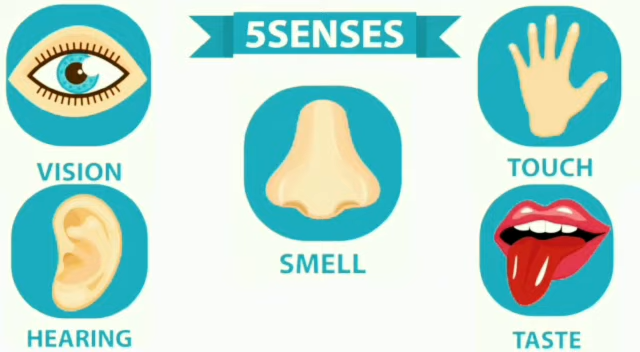 5SENSES
VISION
TOUCH
SMELL
HEARING
TASTE